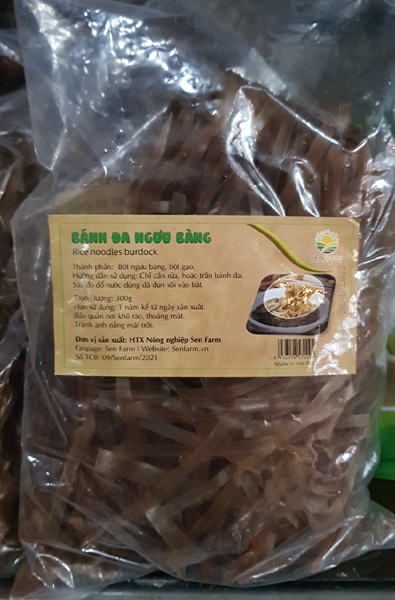 BÁNH ĐA NGƯU BÀNG
Rice noodles burdock
Thành phần: Bột ngưu bàng, bột gạo.
Hướng dẫn sử dụng: Chỉ cần rửa, hoặc trần bánh đa.
Sau đó đổ nước dùng đã đun sôi vào bát.
Trọng lượng: 300g
Hạn sử dụng: 1 năm kể từ ngày sản xuất.
Bảo quản nơi khô ráo, thoáng mát.
Tránh ánh nắng mặt trời.
Đơn vị sản xuất: HTX Nông nghiệp Sen Farm
Fanpage: Sen Farm | Website: Senfarm.vn
Số TCB: 09/Senfarm/2021
Made in